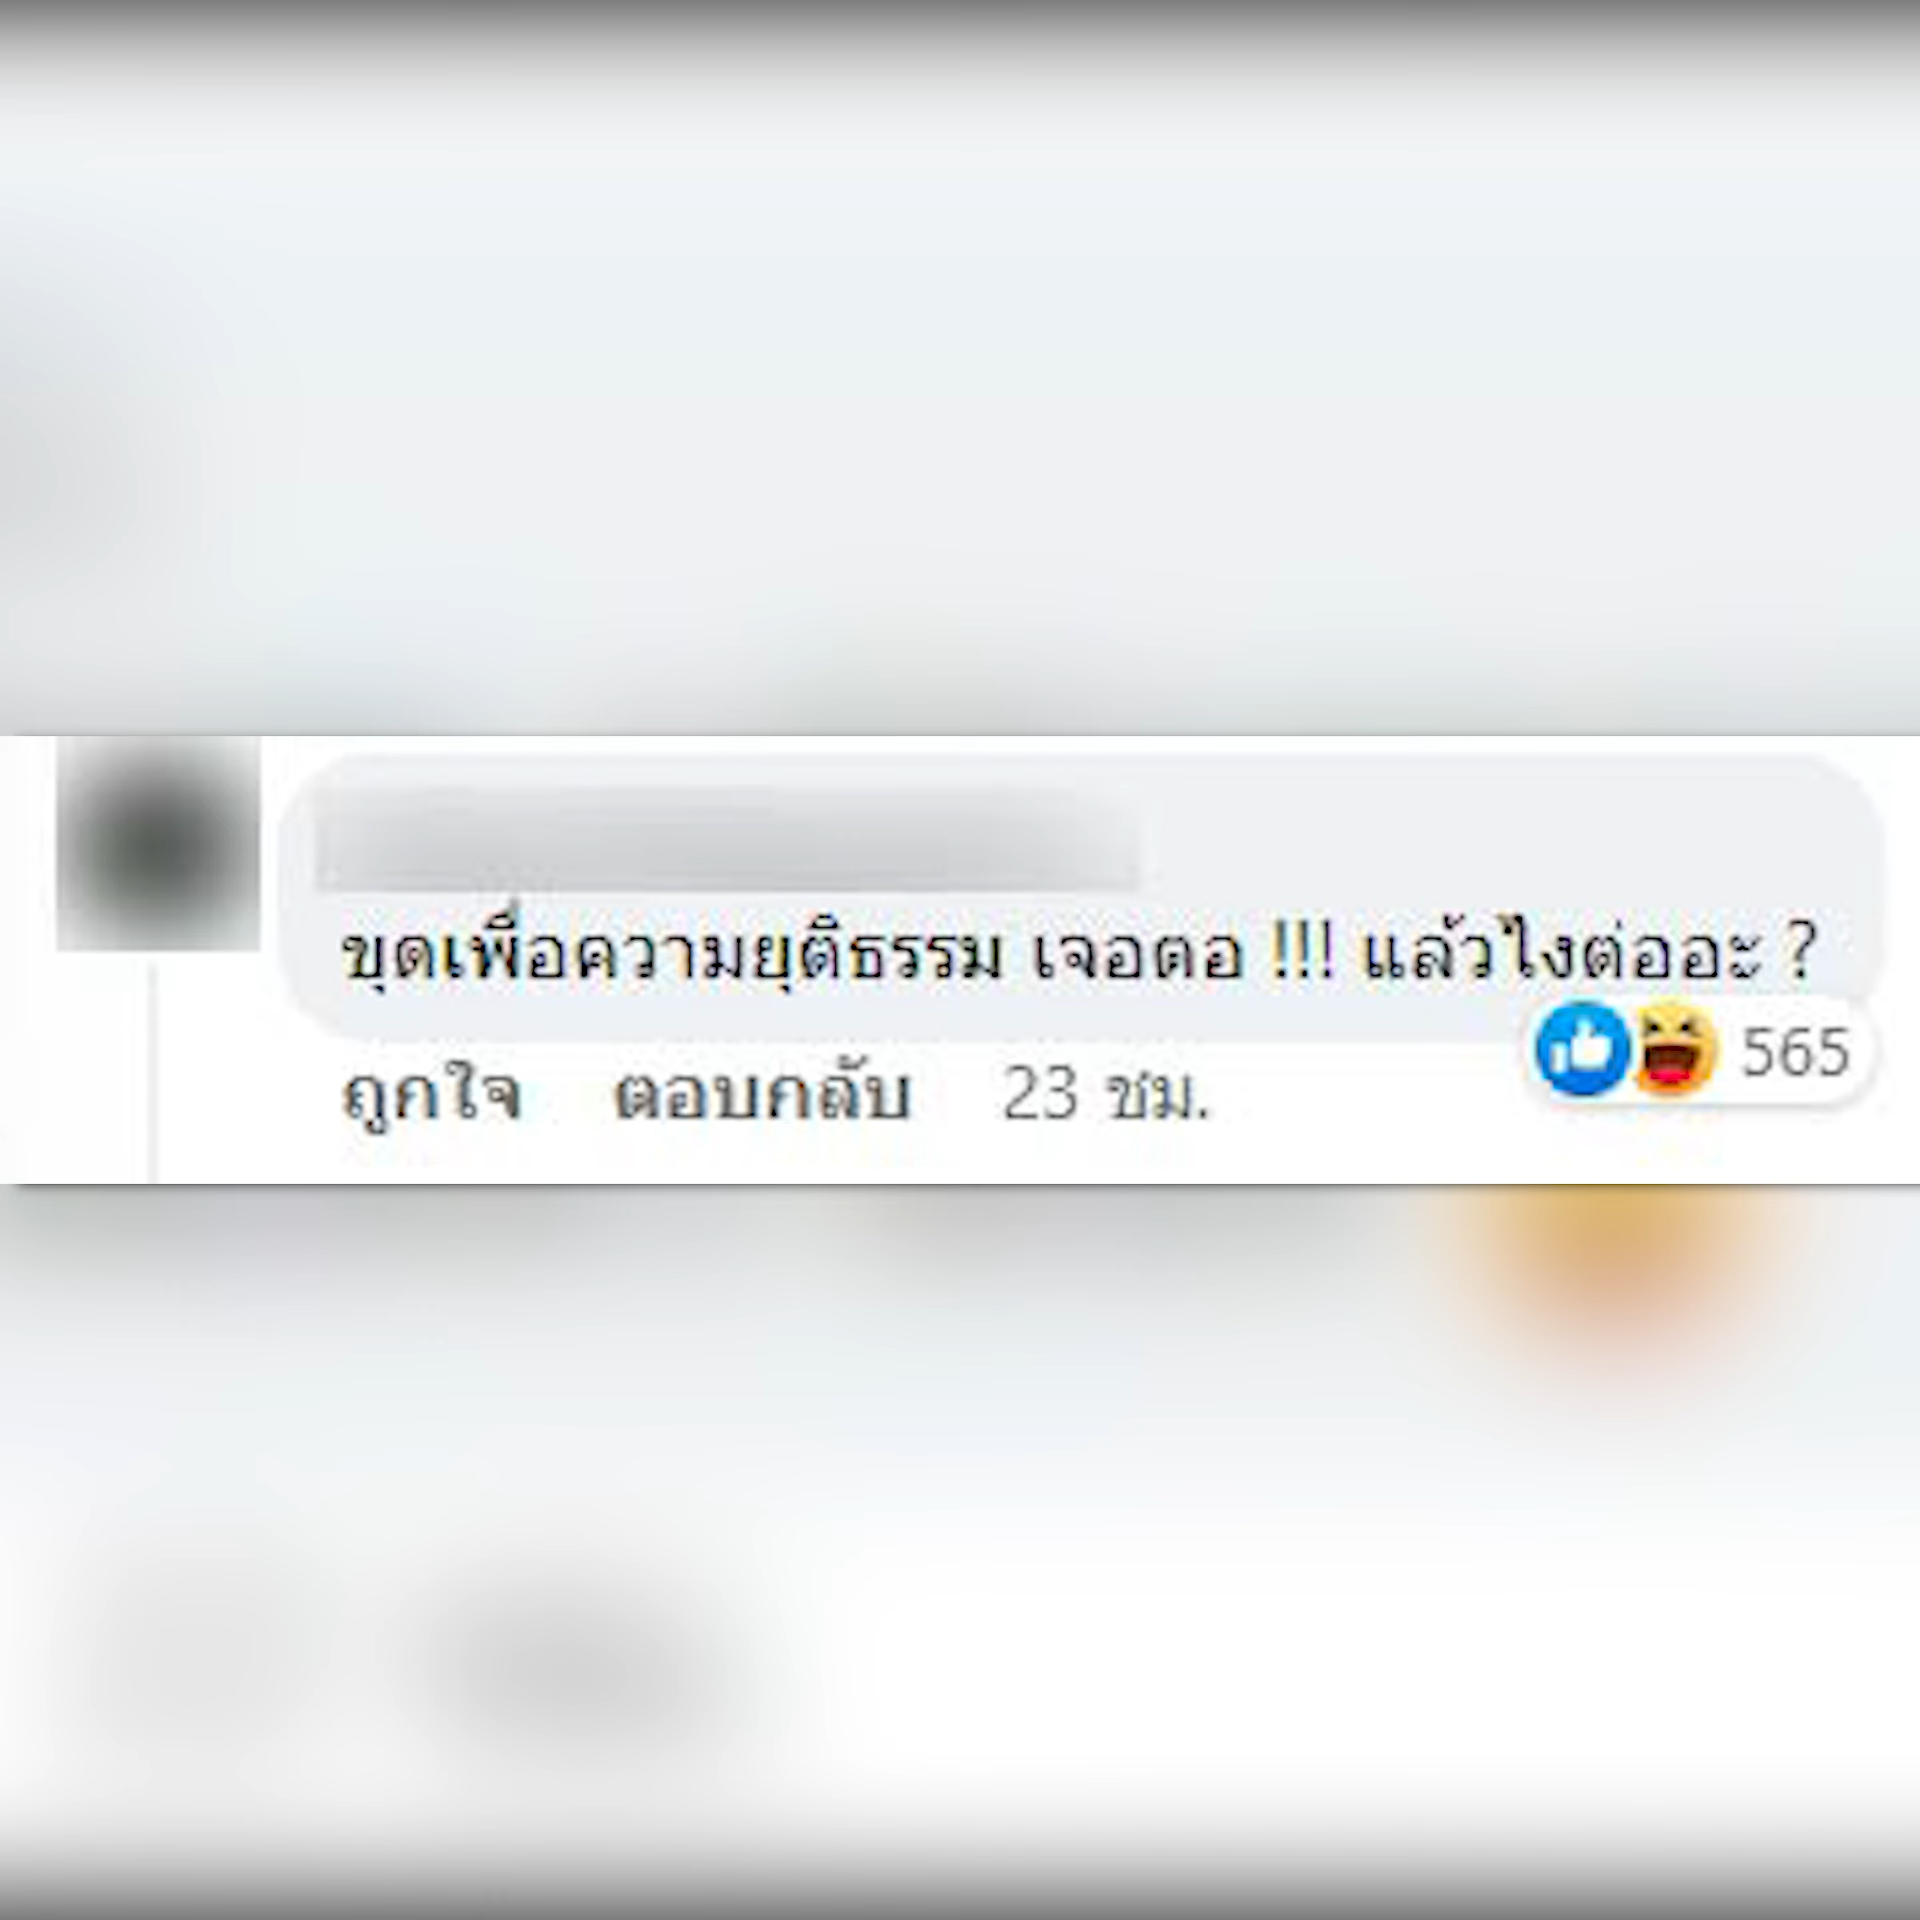 ขุดเพื่อความยุติธรรม เจอตอ !!! แล้วไงต่ออะ ?
565
ถูกใจ ตอบกลับ 23 ชม.